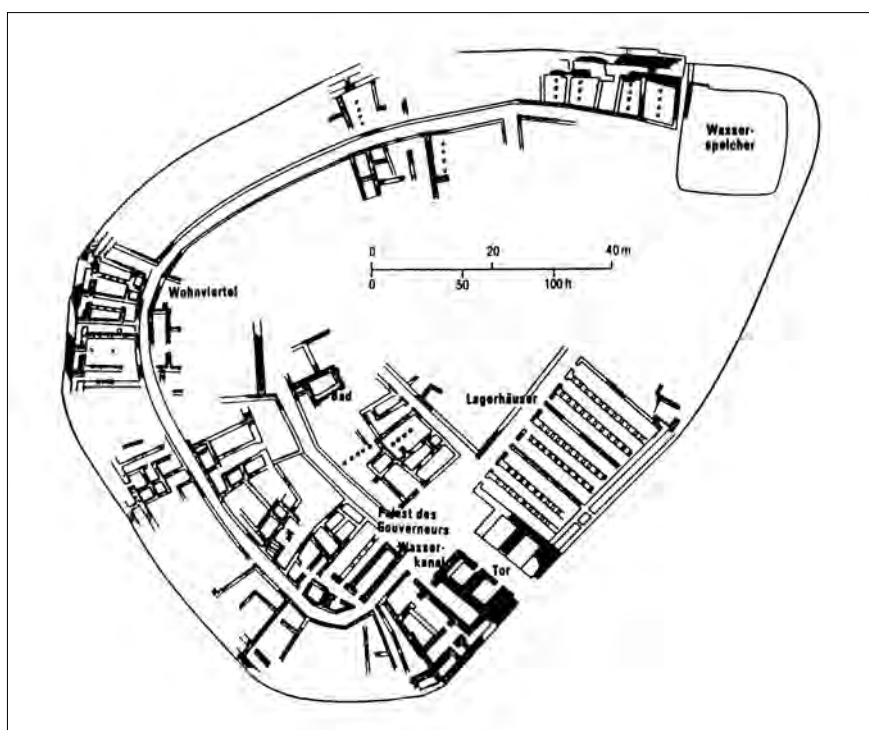 Wasser-
speicher
0 20 40 m
0 50 100 ft
Wohnviertel
Bad
Lagerhäuser
Palast des
Gouverneurs
Wasser-
kanal
Tor